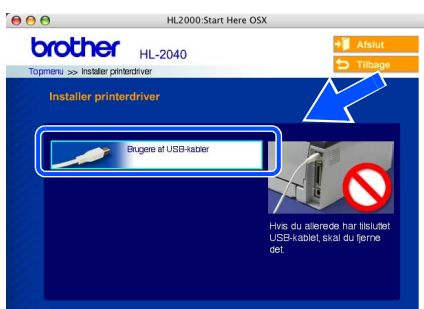 HL2000:Start Here OSX
brother HL-2040
Afslut
Tilbage
Topmenu >> Installer printerdriver
Installer printerdriver
Brugere af USB-kabler
Hvis du allerede har tilsluttet
USB-kablet, skal du fjerne
det.